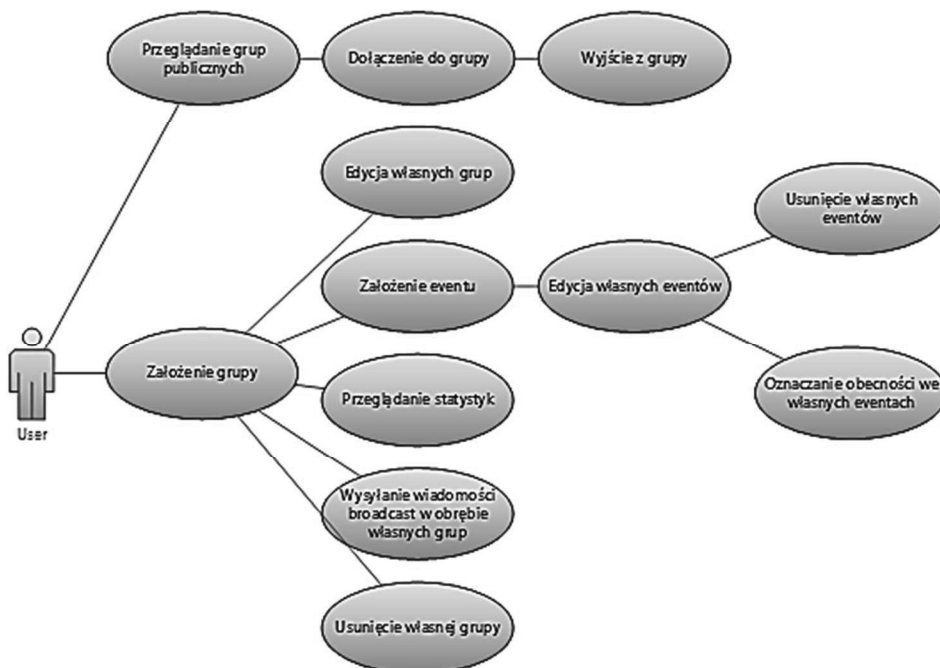 Przeglądanie grup
publicznych
Dołączenie do grupy
Wyjście z grupy
Edycja własnych grup
Usunięcie własnych
eventów
Założenie eventu
Edycja własnych eventów
Założenie grupy
Przeglądanie statystyk
Oznaczanie obecności we
własnych eventach
User
Wysyłanie wiadomości
broadcast w obrębie
własnych grup
Usunięcie własnej grupy